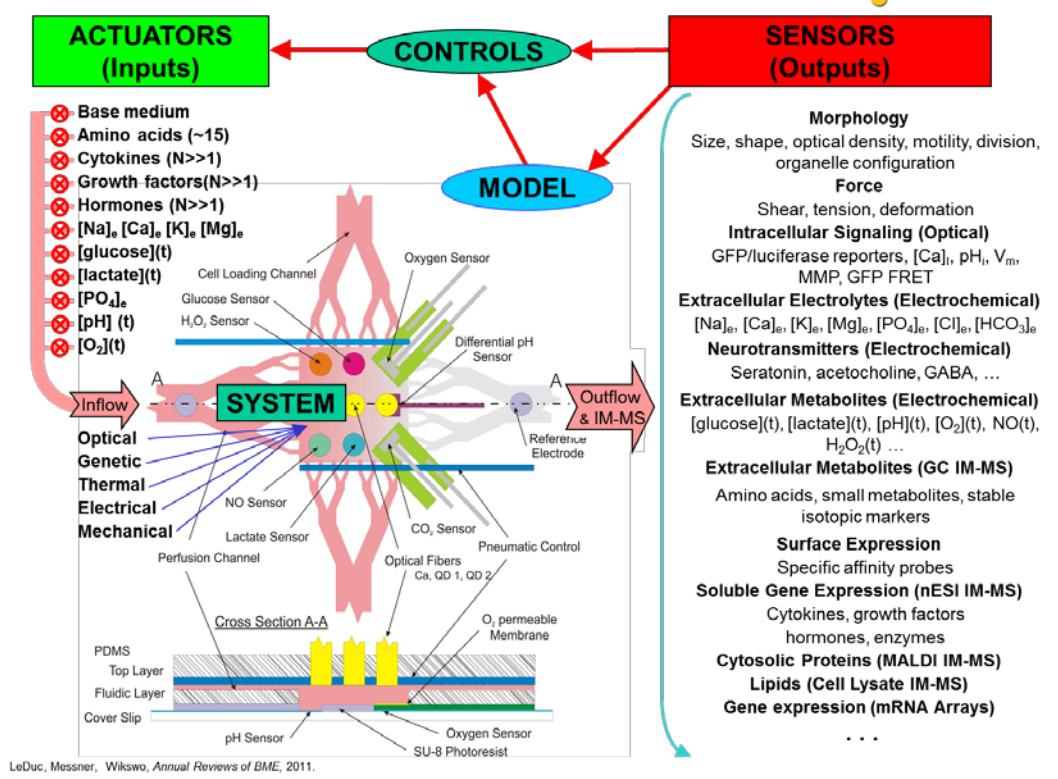 ACTUATORS
(Inputs)
CONTROLS
SENSORS
(Outputs)
MODEL
Base medium
Amino acids (~15)
Cytokines (N>>1)
Growth factors(N>>1)
Hormones (N>>1)
[Na]e [Ca]e [K]e [Mg]e
[glucose](t)
[lactate](t)
[PO4]e
[pH] (t)
[O2](t)
Inflow
Optical
Genetic
Thermal
Electrical
Mechanical
Cell Loading Channel
Oxygen Sensor
Glucose Sensor
H2O2 Sensor
Differential pH
Sensor
A
SYSTEM
A
Outflow
& IM-MS
Reference
Electrode
NO Sensor
Lactate Sensor
CO2 Sensor
Perfusion Channel
Optical Fibers
Ca, QD 1, QD 2
Pneumatic Control
Cross Section A-A
O2 permeable
Membrane
PDMS
Top Layer
Fluidic Layer
Cover Slip
pH Sensor
SU-8 Photoresist
Oxygen Sensor
Morphology
Size, shape, optical density, motility, division,
organelle configuration
Force
Shear, tension, deformation
Intracellular Signaling (Optical)
GFP/luciferase reporters, [Ca]i, pHi, Vm,
MMP, GFP FRET
Extracellular Electrolytes (Electrochemical)
[Na]e, [Ca]e, [K]e, [Mg]e, [PO4]e, [Cl]e, [HCO3]e
Neurotransmitters (Electrochemical)
Seratonin, acetocholine, GABA, …
Extracellular Metabolites (Electrochemical)
[glucose](t), [lactate](t), [pH](t), [O2](t), NO(t),
H2O2(t) …
Extracellular Metabolites (GC IM-MS)
Amino acids, small metabolites, stable
isotopic markers
Surface Expression
Specific affinity probes
Soluble Gene Expression (nESI IM-MS)
Cytokines, growth factors
hormones, enzymes
Cytosolic Proteins (MALDI IM-MS)
Lipids (Cell Lysate IM-MS)
Gene expression (mRNA Arrays)
. . .
LeDuc, Messner, Wikswo, Annual Reviews of BME, 2011.